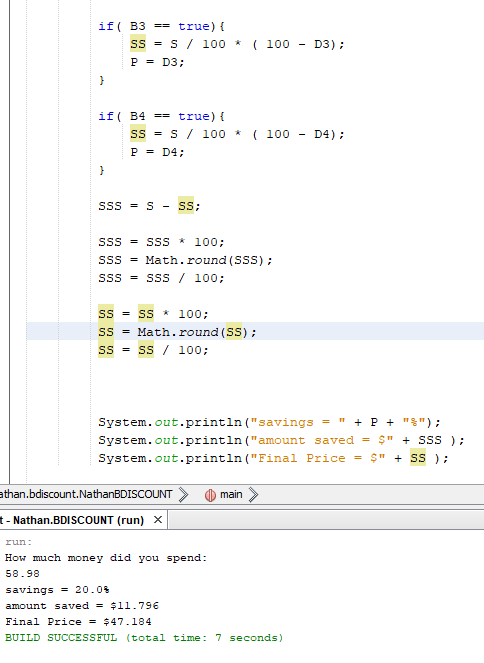 if( B3 == true){
SS = S / 100 * ( 100 - D3);
P = D3;
}
if( B4 == true){
SS = S / 100 * ( 100 - D4);
P = D4;
}
SSS = S - SS;
SSS = SSS * 100;
SSS = Math.round(SSS);
SSS = SSS / 100;
SS = SS * 100;
SS = Math.round(SS);
SS = SS / 100;
System.out.println("savings = " + P + "%");
System.out.println("amount saved = $" + SSS );
System.out.println("Final Price = $" + SS );
athan.bdiscount.NathanBDISCOUNT main
t - Nathan.BDISCOUNT (run) ×
run:
How much money did you spend:
58.98
savings = 20.0%
amount saved = $11.796
Final Price = $47.184
BUILD SUCCESSFUL (total time: 7 seconds)